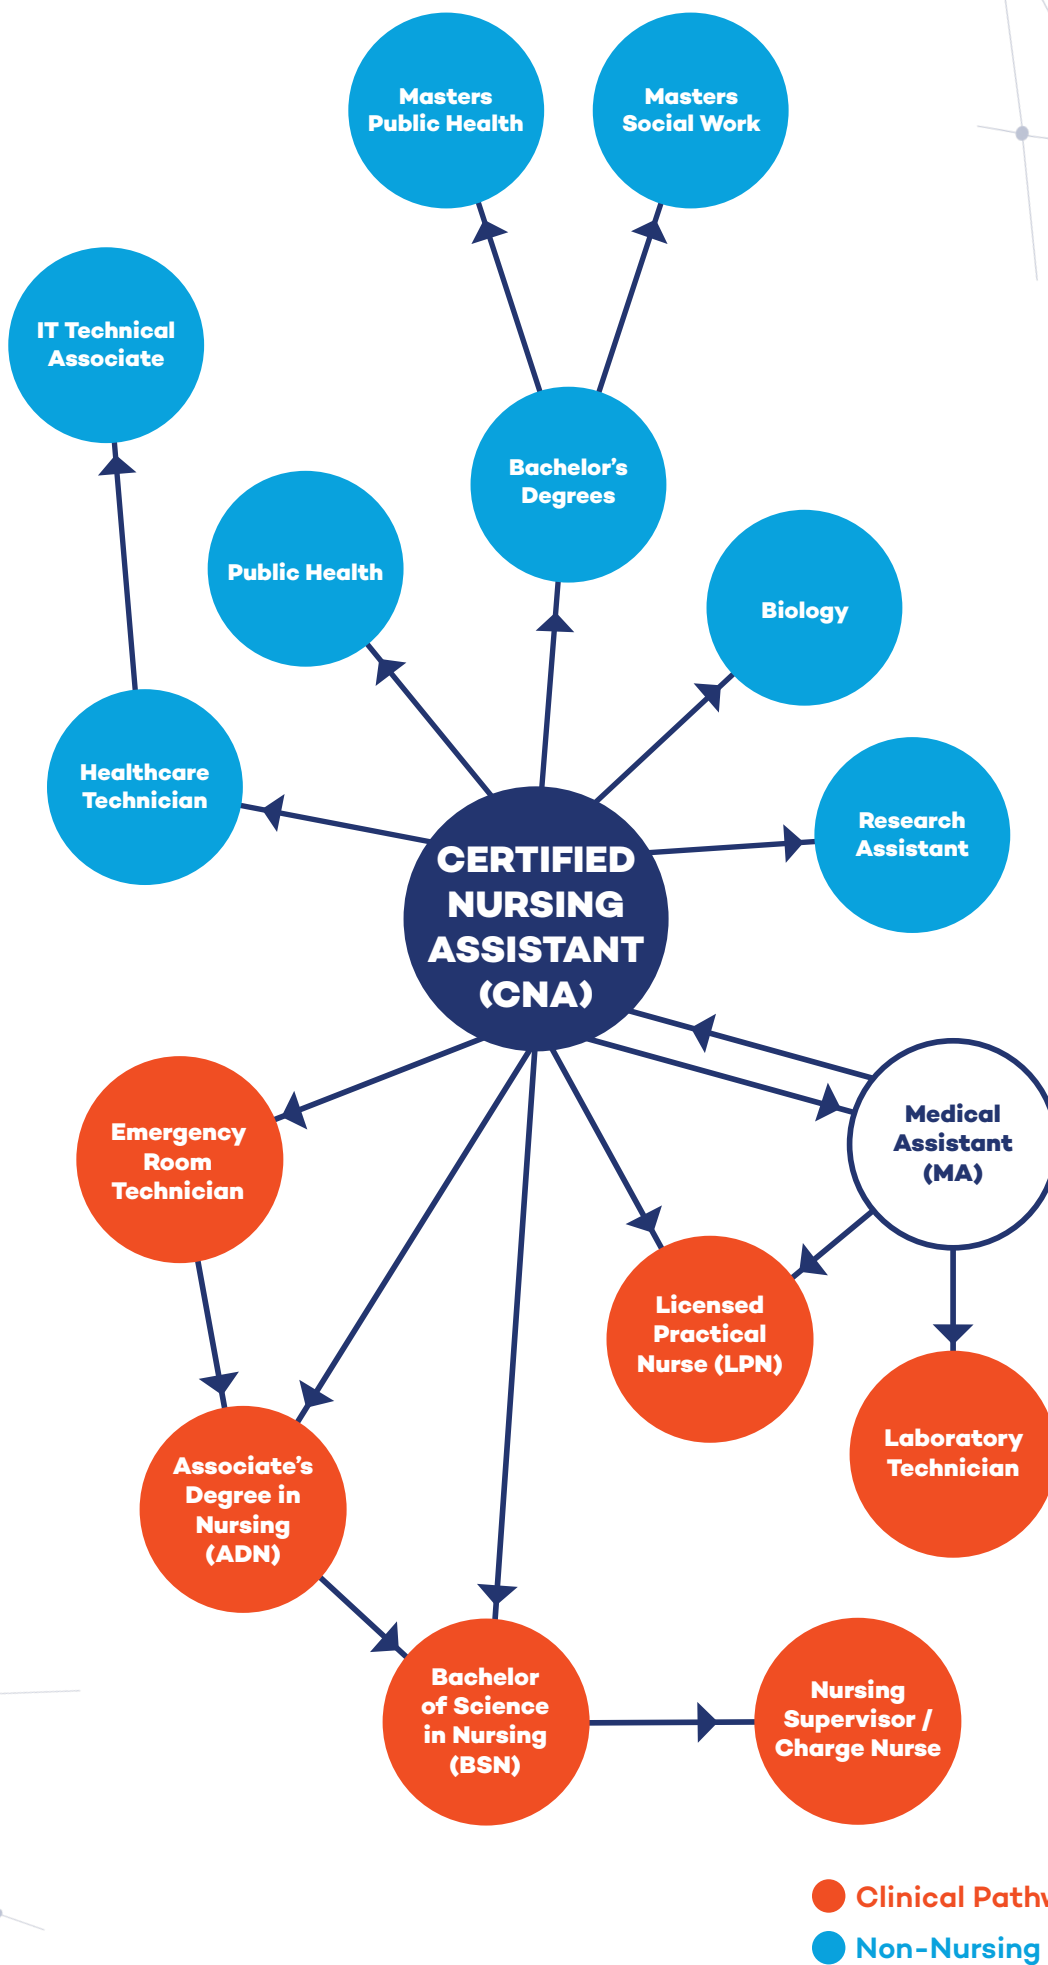 Masters
Public Health
Masters
Social Work
IT Technical
Associate
Bachelor's
Degrees
Public Health
Biology
Healthcare
Technician
Research
Assistant
CERTIFIED
NURSING
ASSISTANT
(CNA)
Medical
Assistant
(MA)
Emergency
Room
Technician
Licensed
Practical
Nurse (LPN)
Laboratory
Technician
Associate's
Degree in
Nursing
(ADN)
Bachelor
of Science
in Nursing
(BSN)
Nursing
Supervisor /
Charge Nurse
Clinical
Non-Nursing